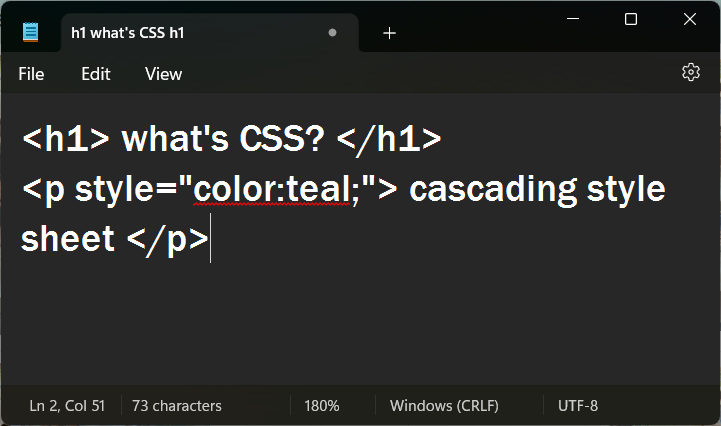 h1 what's CSS h1
File Edit View
<h1> what's CSS? </h1>
<p style="color:teal;"> cascading style
sheet </p>
Ln 2, Col 51 73 characters 180% Windows (CRLF) UTF-8